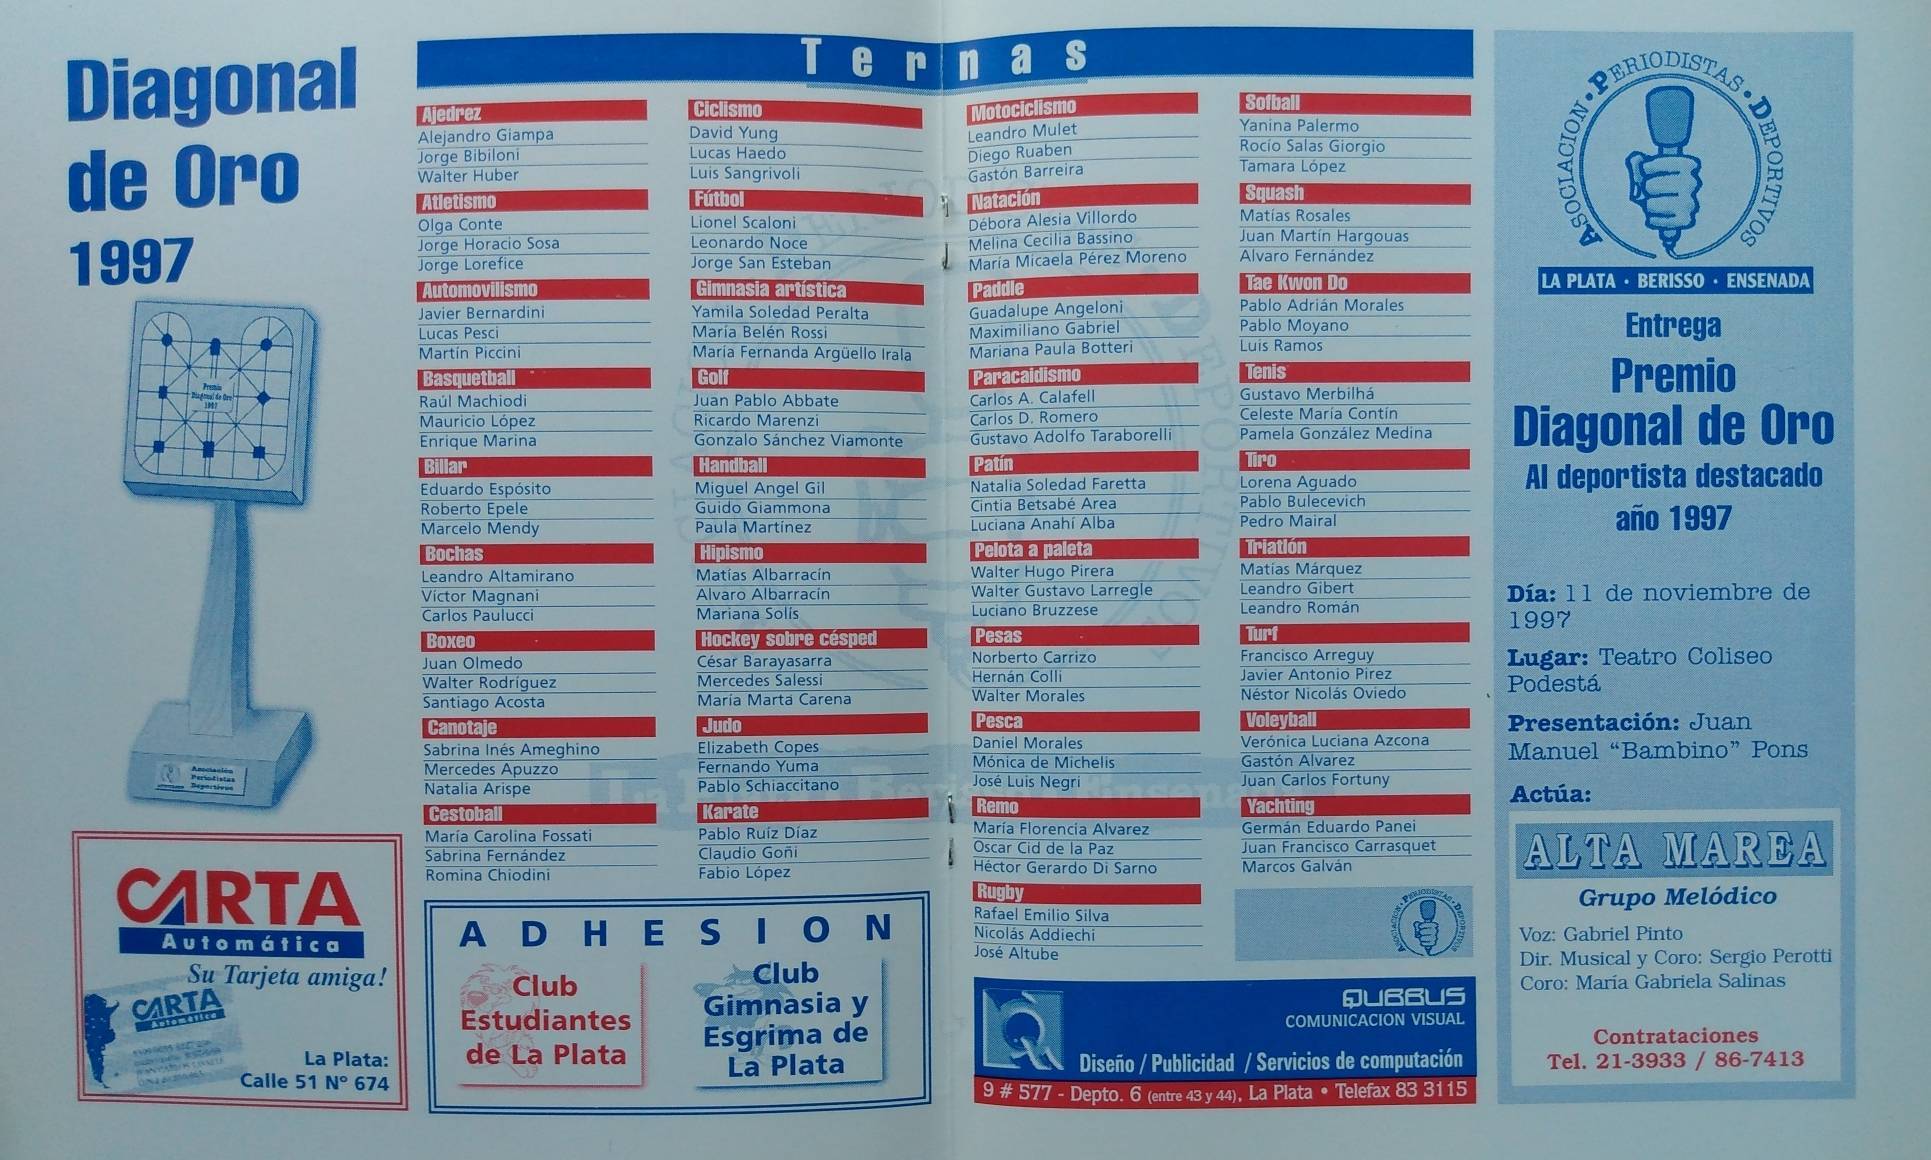 Diagonal
de Oro
1997
Premio
Diagonal de Oro
1997
Asociación
Periodistas
Deportivos
CARTA
Automática
Su Tarjeta amiga!
CARTA
Automática
La Plata:
Calle 51 Nº 674
Ternas
Ajedrez
Alejandro Giampa
Jorge Bibiloni
Walter Huber
Atletismo
Olga Conte
Jorge Horacio Sosa
Jorge Lorefice
Automovilismo
Javier Bernardini
Lucas Pesci
Martín Piccini
Basquetball
Raúl Machiodi
Mauricio López
Enrique Marina
Billar
Eduardo Espósito
Roberto Epele
Marcelo Mendy
Bochas
Leandro Altamirano
Víctor Magnani
Carlos Paulucci
Boxeo
Juan Olmedo
Walter Rodríguez
Santiago Acosta
Canotaje
Sabrina Inés Ameghino
Mercedes Apuzzo
Natalia Arispe
Cestoball
María Carolina Fossati
Sabrina Fernández
Romina Chiodini
Ciclismo
David Yung
Lucas Haedo
Luis Sangrivoli
Fútbol
Lionel Scaloni
Leonardo Noce
Jorge San Esteban
Gimnasia artística
Yamila Soledad Peralta
María Belén Rossi
María Fernanda Argüello Irala
Golf
Juan Pablo Abbate
Ricardo Marenzi
Gonzalo Sánchez Viamonte
Handball
Miguel Angel Gil
Guido Giammona
Paula Martínez
Hipismo
Matías Albarracín
Alvaro Albarracín
Mariana Solís
Hockey sobre césped
César Barayasarra
Mercedes Salessi
María Marta Carena
Judo
Elizabeth Copes
Fernando Yuma
Pablo Schiaccitano
Karate
Pablo Ruíz Díaz
Claudio Goñi
Fabio López
ADHESION
Club
Estudiantes
de La Plata
Club
Gimnasia y
Esgrima de
La Plata
Motociclismo
Leandro Mulet
Diego Ruaben
Gastón Barreira
Natación
Débora Alesia Villordo
Melina Cecilia Bassino
María Micaela Pérez Moreno
Paddle
Guadalupe Angeloni
Maximiliano Gabriel
Mariana Paula Botteri
Paracaidismo
Carlos A. Calafell
Carlos D. Romero
Gustavo Adolfo Taraborelli
Patín
Natalia Soledad Faretta
Cintia Betsabé Area
Luciana Anahí Alba
Pelota a paleta
Walter Hugo Pirera
Walter Gustavo Larregle
Luciano Bruzzese
Pesas
Norberto Carrizo
Hernán Colli
Walter Morales
Pesca
Daniel Morales
Mónica de Michelis
José Luis Negri
Remo
María Florencia Alvarez
Oscar Cid de la Paz
Héctor Gerardo Di Sarno
Rugby
Rafael Emilio Silva
Nicolás Addiechi
José Altube
Sofball
Yanina Palermo
Rocío Salas Giorgio
Tamara López
Squash
Matías Rosales
Juan Martín Hargouas
Alvaro Fernández
Tae Kwon Do
Pablo Adrián Morales
Pablo Moyano
Luis Ramos
Tenis
Gustavo Merbilhá
Celeste María Contín
Pamela González Medina
Tiro
Lorena Aguado
Pablo Bulecevich
Pedro Mairal
Triatlón
Matías Márquez
Leandro Gibert
Leandro Román
Turf
Francisco Arreguy
Javier Antonio Pirez
Néstor Nicolás Oviedo
Voleyball
Verónica Luciana Azcona
Gastón Alvarez
Juan Carlos Fortuny
Yachting
Germán Eduardo Panei
Juan Francisco Carrasquet
Marcos Galván
ASOCIACION • PERIODISTAS • DEPORTIVOS
QUBBUS
COMUNICACION VISUAL
Diseño / Publicidad / Servicios de computación
9 # 577 - Depto. 6 (entre 43 y 44), La Plata • Telefax 83 3115
ASOCIACION • PERIODISTAS • DEPORTIVOS
LA PLATA • BERISSO • ENSENADA
Entrega
Premio
Diagonal de Oro
Al deportista destacado
año 1997
Día: 11 de noviembre de
1997
Lugar: Teatro Coliseo
Podestá
Presentación: Juan
Manuel “Bambino” Pons
Actúa:
ALTA MAREA
Grupo Melódico
Voz: Gabriel Pinto
Dir. Musical y Coro: Sergio Perotti
Coro: María Gabriela Salinas
Contrataciones
Tel. 21-3933 / 86-7413